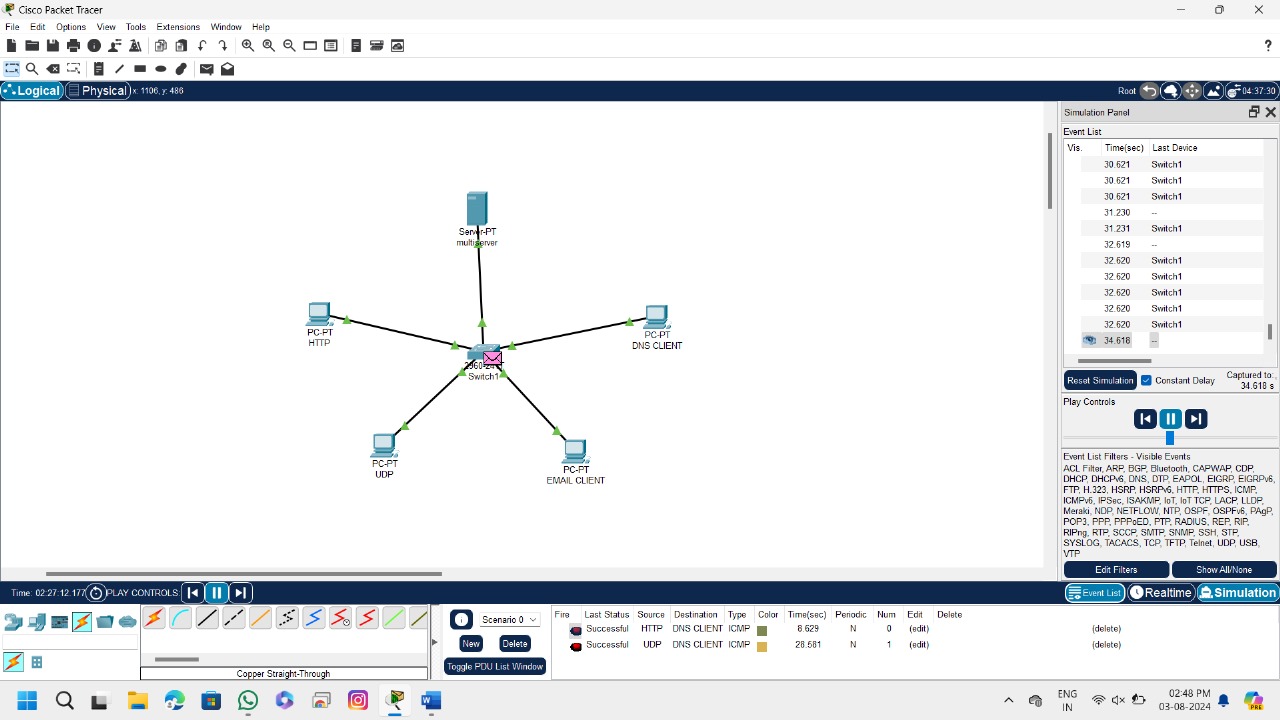 Cisco Packet Tracer
File Edit Options View Tools Extensions Window Help
Logical Physical x: 1106, y: 486 Root 04:37:30
Simulation Panel
Event List
Vis. Time(sec) Last Device
30.621 Switch1
30.621 Switch1
30.621 Switch1
31.230 --
31.231 Switch1
32.619 --
32.620 Switch1
32.620 Switch1
32.620 Switch1
32.620 Switch1
32.620 Switch1
34.618 --
Reset Simulation Constant Delay Captured to:
34.618 s
Play Controls
Event List Filters - Visible Events
ACL Filter, ARP, BGP, Bluetooth, CAPWAP, CDP,
DHCP, DHCPv6, DNS, DTP, EAPOL, EIGRP, EIGRPv6,
FTP, H.323, HSRP, HSRPv6, HTTP, HTTPS, ICMP,
ICMPv6, IPSec, ISAKMP, IoT, IoT TCP, LACP, LLDP,
Meraki, NDP, NETFLOW, NTP, OSPF, OSPFv6, PAgP,
POP3, PPP, PPPoED, PTP, RADIUS, REP, RIP,
RIPng, RTP, SCCP, SMTP, SNMP, SSH, STP,
SYSLOG, TACACS, TCP, TFTP, Telnet, UDP, USB,
VTP
Edit Filters Show All/None
Server-PT
multiserver
PC-PT
HTTP
PC-PT
DNS CLIENT
Switch1
PC-PT
UDP
PC-PT
EMAIL CLIENT
Time: 02:27:12.177 PLAY CONTROLS: Event List Realtime Simulation
Scenario 0
New Delete
Toggle PDU List Window
Copper Straight-Through
Fire Last Status Source Destination Type Color Time(sec) Periodic Num Edit Delete
Successful HTTP DNS CLIENT ICMP 8.629 N 0 (edit) (delete)
Successful UDP DNS CLIENT ICMP 28.581 N 1 (edit) (delete)
ENG
IN
02:48 PM
03-08-2024
PRE